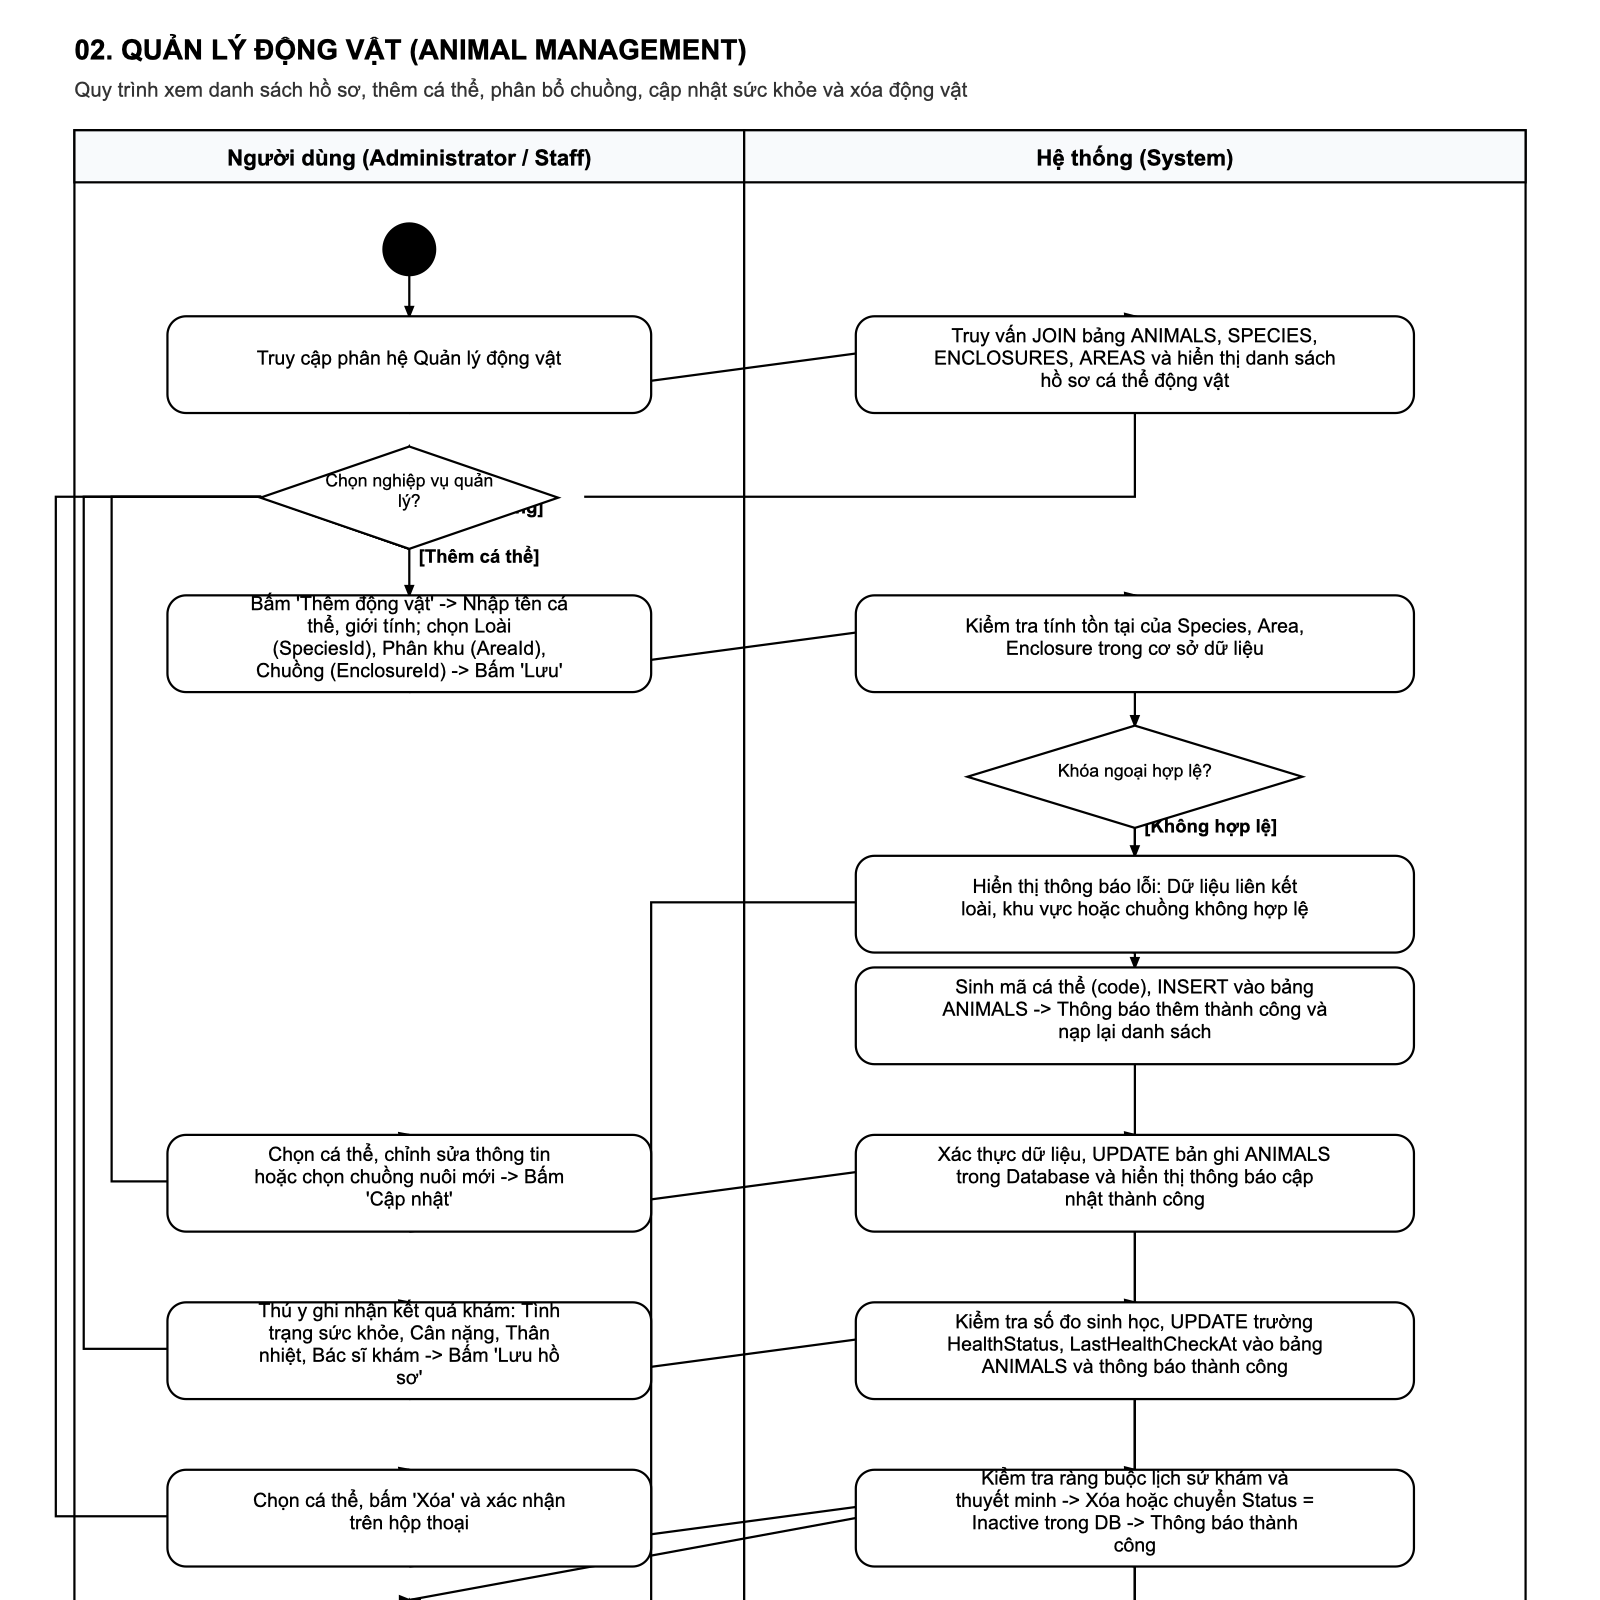 02. QUẢN LÝ ĐỘNG VẬT (ANIMAL MANAGEMENT)
Quy trình xem danh sách hồ sơ, thêm cá thể, phân bổ chuồng, cập nhật sức khỏe và xóa động vật
Người dùng (Administrator / Staff)
Hệ thống (System)
Truy cập phân hệ Quản lý động vật
Truy vấn JOIN bảng ANIMALS, SPECIES,
ENCLOSURES, AREAS và hiển thị danh sách
hồ sơ cá thể động vật
Chọn nghiệp vụ quản
lý?
[Thêm cá thể]
Bấm 'Thêm động vật' -> Nhập tên cá
thể, giới tính; chọn Loài
(SpeciesId), Phân khu (AreaId),
Chuồng (EnclosureId) -> Bấm 'Lưu'
Kiểm tra tính tồn tại của Species, Area,
Enclosure trong cơ sở dữ liệu
Khóa ngoại hợp lệ?
[Không hợp lệ]
Hiển thị thông báo lỗi: Dữ liệu liên kết
loài, khu vực hoặc chuồng không hợp lệ
Sinh mã cá thể (code), INSERT vào bảng
ANIMALS -> Thông báo thêm thành công và
nạp lại danh sách
Chọn cá thể, chỉnh sửa thông tin
hoặc chọn chuồng nuôi mới -> Bấm
'Cập nhật'
Xác thực dữ liệu, UPDATE bản ghi ANIMALS
trong Database và hiển thị thông báo cập
nhật thành công
Thú y ghi nhận kết quả khám: Tình
trạng sức khỏe, Cân nặng, Thân
nhiệt, Bác sĩ khám -> Bấm 'Lưu hồ
sơ'
Kiểm tra số đo sinh học, UPDATE trường
HealthStatus, LastHealthCheckAt vào bảng
ANIMALS và thông báo thành công
Chọn cá thể, bấm 'Xóa' và xác nhận
trên hộp thoại
Kiểm tra ràng buộc lịch sử khám và
thuyết minh -> Xóa hoặc chuyển Status =
Inactive trong DB -> Thông báo thành
công